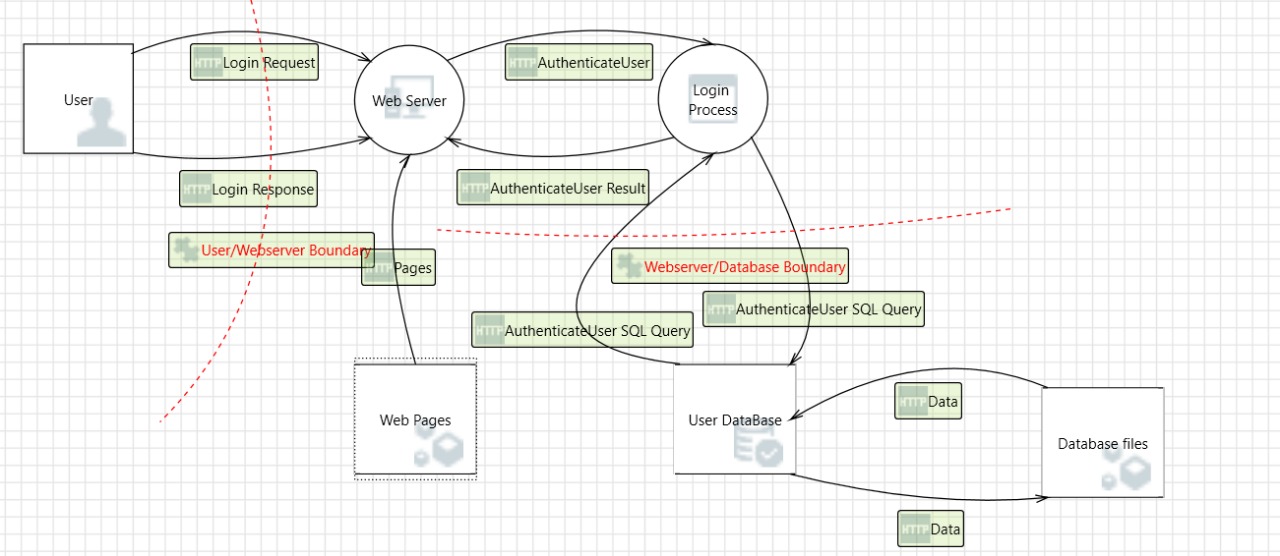 HTTP Login Request
HTTP AuthenticateUser
User
Web Server
Login
Process
HTTP Login Response
HTTP AuthenticateUser Result
User/Webserver Boundary
HTTP Pages
Webserver/Database Boundary
HTTP AuthenticateUser SQL Query
HTTP AuthenticateUser SQL Query
Web Pages
User DataBase
HTTP Data
Database files
HTTP Data